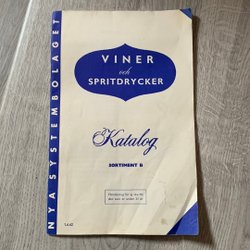 NYA SYSTEMBOLAGET
VINER
och
SPRITDRYCKER
Katalog
SORTIMENT B